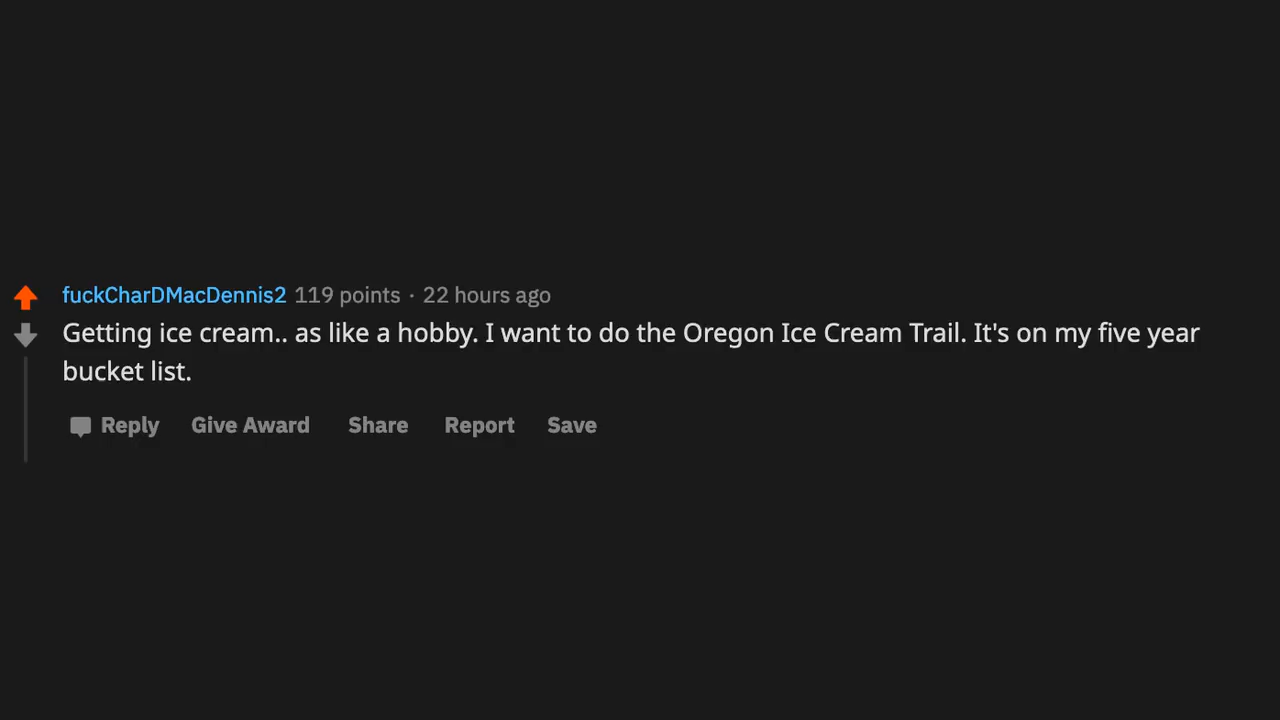 fuckCharDMacDennis2 119 points · 22 hours ago
Getting ice cream.. as like a hobby. I want to do the Oregon Ice Cream Trail. It's on my five year
bucket list.
Reply Give Award Share Report Save